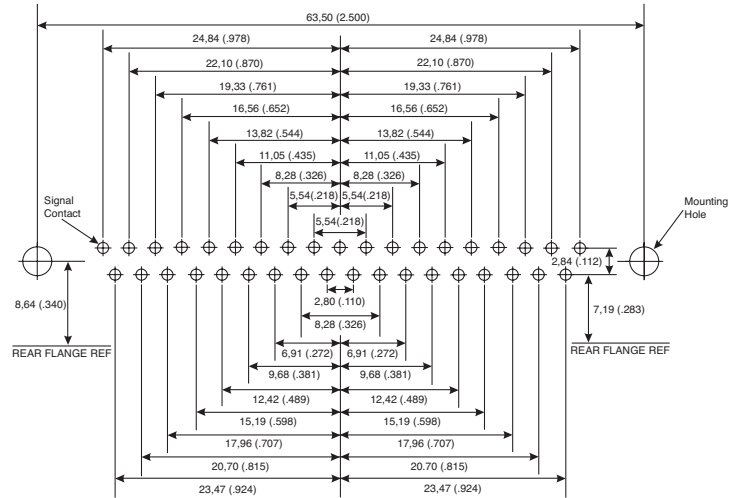 63,50 (2.500)
24,84 (.978) 24,84 (.978)
22,10 (.870) 22,10 (.870)
19,33 (.761) 19,33 (.761)
16,56 (.652) 16,56 (.652)
13,82 (.544) 13,82 (.544)
11,05 (.435) 11,05 (.435)
8,28 (.326) 8,28 (.326)
5,54(.218) 5,54(.218)
5,54(.218)
Signal
Contact
Mounting
Hole
2,84 (.112)
8,64 (.340)
2,80 (.110)
7,19 (.283)
8,28 (.326)
REAR FLANGE REF
REAR FLANGE REF
6,91 (.272) 6,91 (.272)
9,68 (.381) 9,68 (.381)
12,42 (.489) 12,42 (.489)
15,19 (.598) 15,19 (.598)
17,96 (.707) 17,96 (.707)
20,70 (.815) 20.70 (.815)
23,47 (.924) 23,47 (.924)